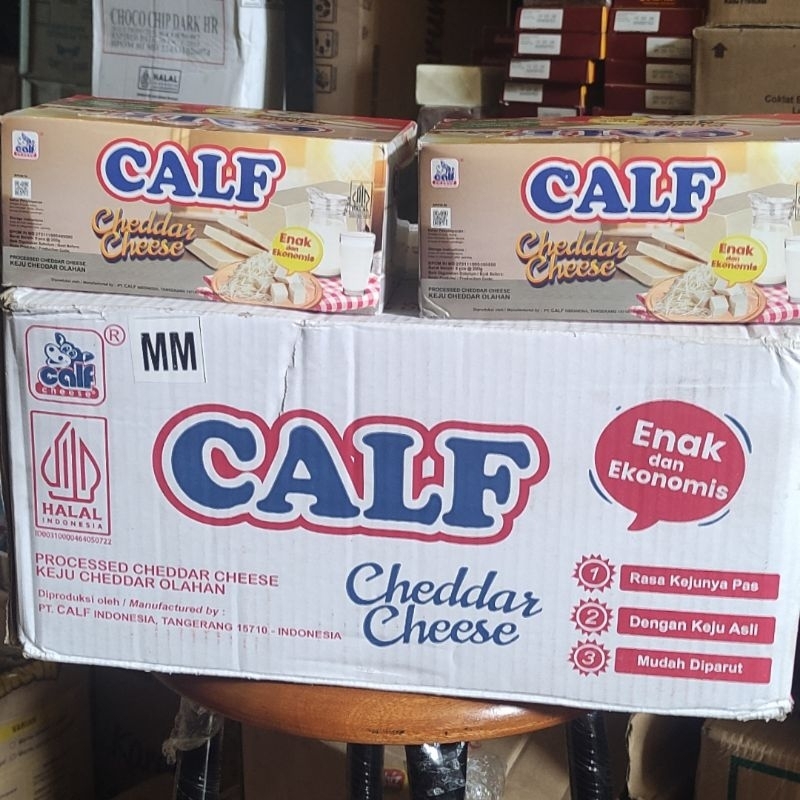 CHOCO CHIP DARK HR
HALAL
Coklat
calf
CALF
Cheddar
Cheese
Enak
dan
Ekonomis
PROCESSED CHEDDAR CHEESE
KEJU CHEDDAR OLAHAN
calf
CALF
Cheddar
Cheese
Enak
dan
Ekonomis
PROCESSED CHEDDAR CHEESE
KEJU CHEDDAR OLAHAN
calf
cheese
®
MM
CALF
Enak
dan
Ekonomis
HALAL
INDONESIA
ID00310000464050722
PROCESSED CHEDDAR CHEESE
KEJU CHEDDAR OLAHAN
Diproduksi oleh / Manufactured by :
PT. CALF INDONESIA, TANGERANG 15710 - INDONESIA
Cheddar
Cheese
1 Rasa Kejunya Pas
2 Dengan Keju Asli
3 Mudah Diparut